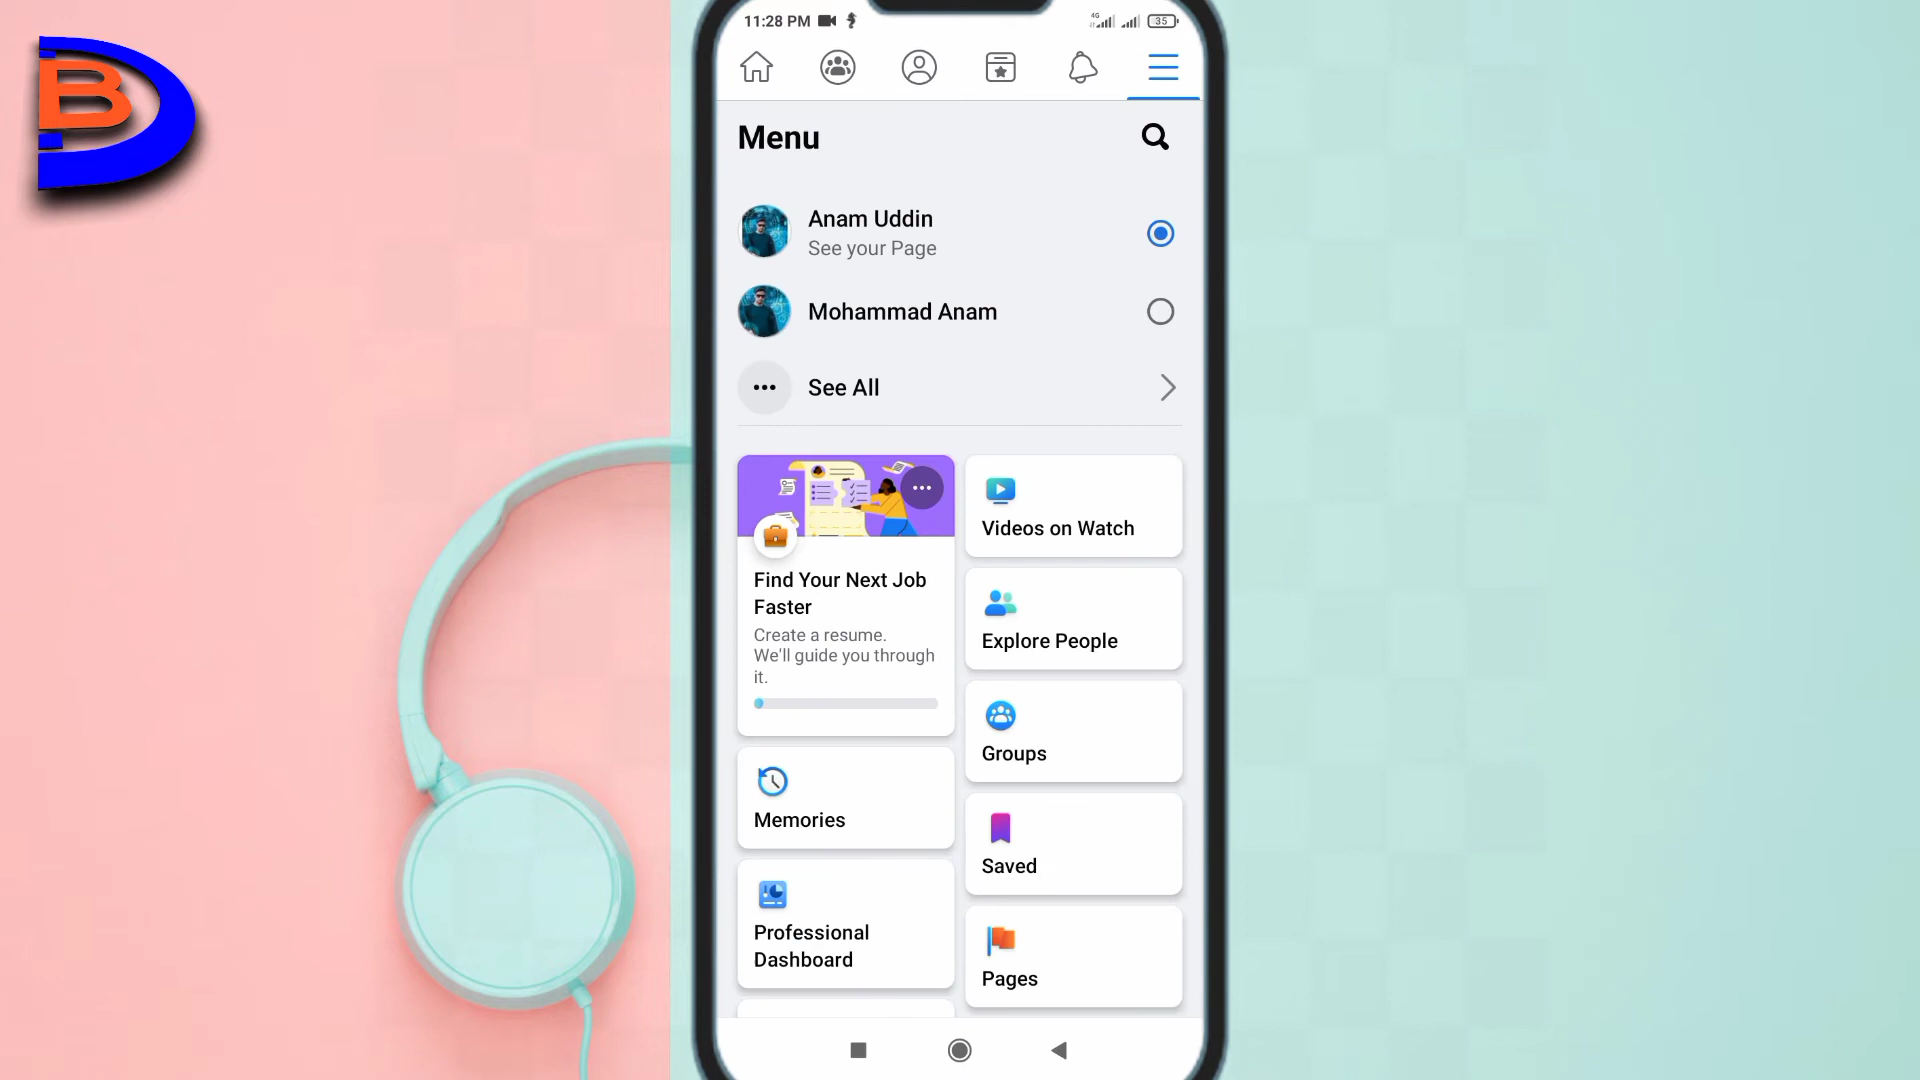 11:28 PM
4G
35
B
Menu
Anam Uddin
See your Page
Mohammad Anam
See All
Find Your Next Job
Faster
Create a resume.
We'll guide you through
it.
Memories
Professional
Dashboard
Videos on Watch
Explore People
Groups
Saved
Pages